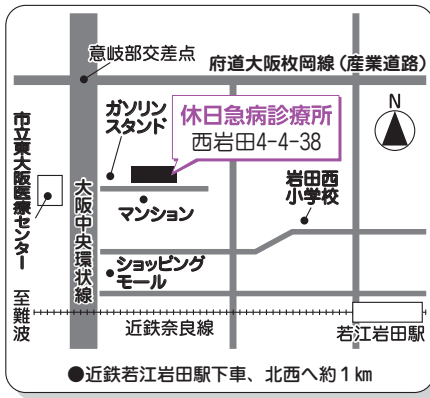 意岐部交差点
府道大阪枚岡線(産業道路)
ガソリン
スタンド
休日急病診療所
西岩田4-4-38
N
市立東大阪医療センター
大阪中央環状線
マンション
岩田西
小学校
ショッピング
モール
至難波
近鉄奈良線
若江岩田駅
●近鉄若江岩田駅下車、北西へ約1km